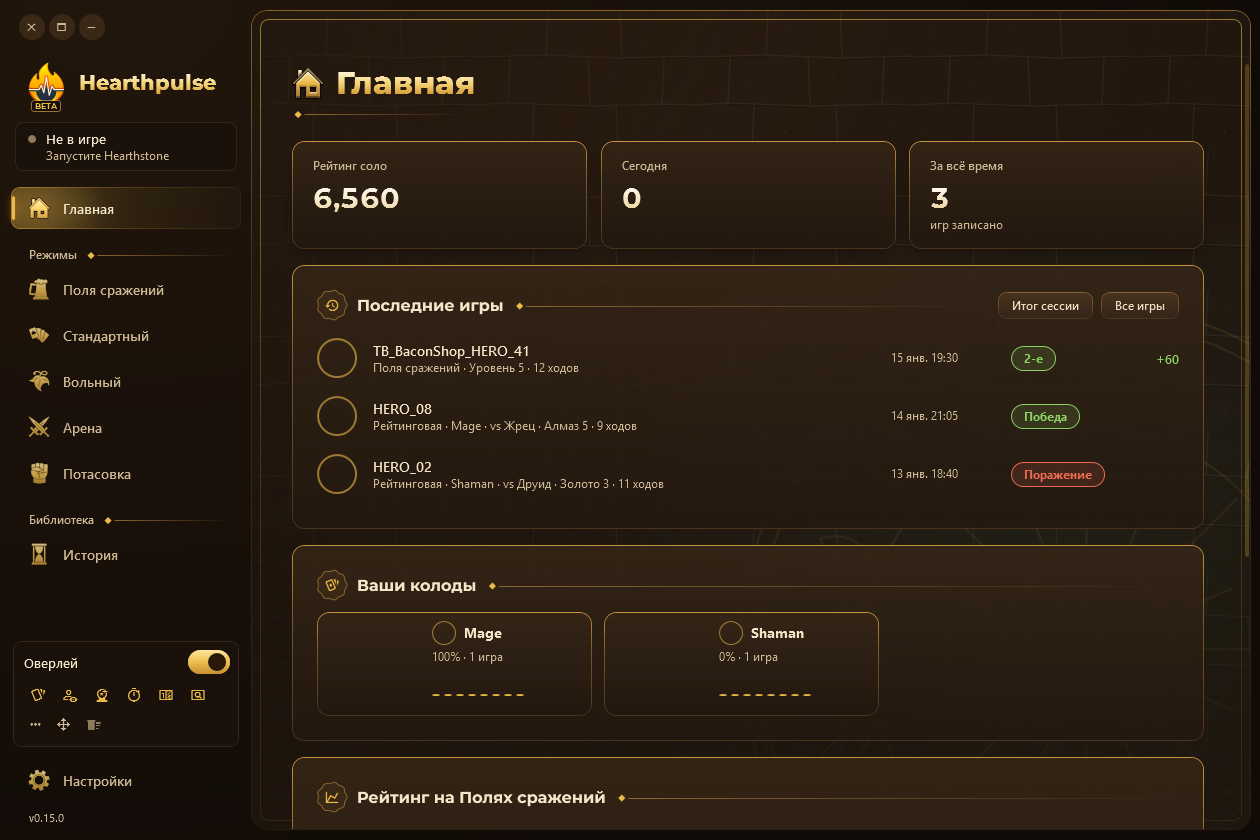 Hearthpulse
BETA
Не в игре
Запустите Hearthstone
Главная
Режимы
Поля сражений
Стандартный
Вольный
Арена
Потасовка
Библиотека
История
Оверлей
Настройки
v0.15.0
Главная
Рейтинг соло
6,560
Сегодня
0
За всё время
3
игр записано
Последние игры
Итог сессии
Все игры
TB_BaconShop_HERO_41
Поля сражений · Уровень 5 · 12 ходов
15 янв. 19:30
2-е
+60
HERO_08
Рейтинговая · Mage · vs Жрец · Алмаз 5 · 9 ходов
14 янв. 21:05
Победа
HERO_02
Рейтинговая · Shaman · vs Друид · Золото 3 · 11 ходов
13 янв. 18:40
Поражение
Ваши колоды
Mage
100% · 1 игра
Shaman
0% · 1 игра
Рейтинг на Полях сражений